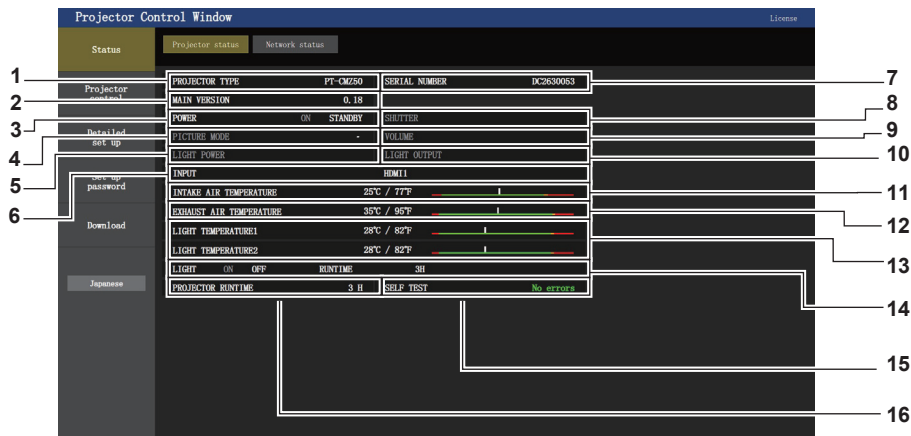 Projector Control Window
License
Status
Projector status
Network status
Projector control
Detailed set up
Set up password
Download
Japanese
PROJECTOR TYPE PT-CMZ50 SERIAL NUMBER DC2630053
MAIN VERSION 0.18
POWER ON STANDBY SHUTTER
PICTURE MODE - VOLUME
LIGHT POWER LIGHT OUTPUT
INPUT HDMI1
INTAKE AIR TEMPERATURE 25℃ / 77℉
EXHAUST AIR TEMPERATURE 35℃ / 95℉
LIGHT TEMPERATURE1 28℃ / 82℉
LIGHT TEMPERATURE2 28℃ / 82℉
LIGHT ON OFF RUNTIME 3H
PROJECTOR RUNTIME 3 H SELF TEST No errors
1
2
3
4
5
6
7
8
9
10
11
12
13
14
15
16